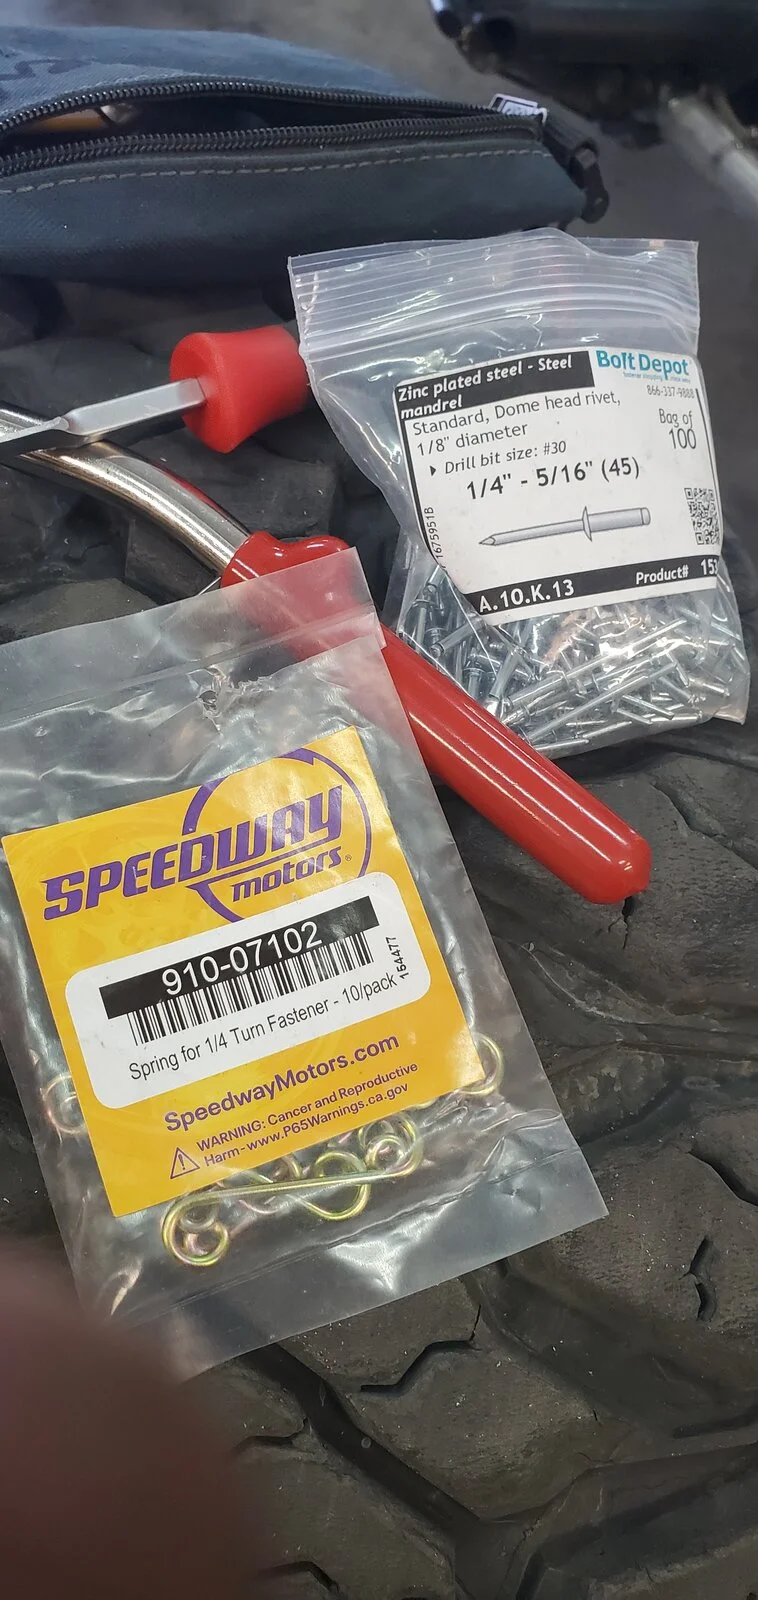 Zinc plated steel - Steel
mandrel
Bolt Depot
866-337-9888
Standard, Dome head rivet,
1/8" diameter
Bag of
100
Drill bit size: #30
1/4" - 5/16" (45)
1675951B
A.10.K.13
Product# 153
SPEEDWAY
motors®
910-07102
154477
Spring for 1/4 Turn Fastener - 10/pack
SpeedwayMotors.com
WARNING: Cancer and Reproductive
Harm-www.P65Warnings.ca.gov